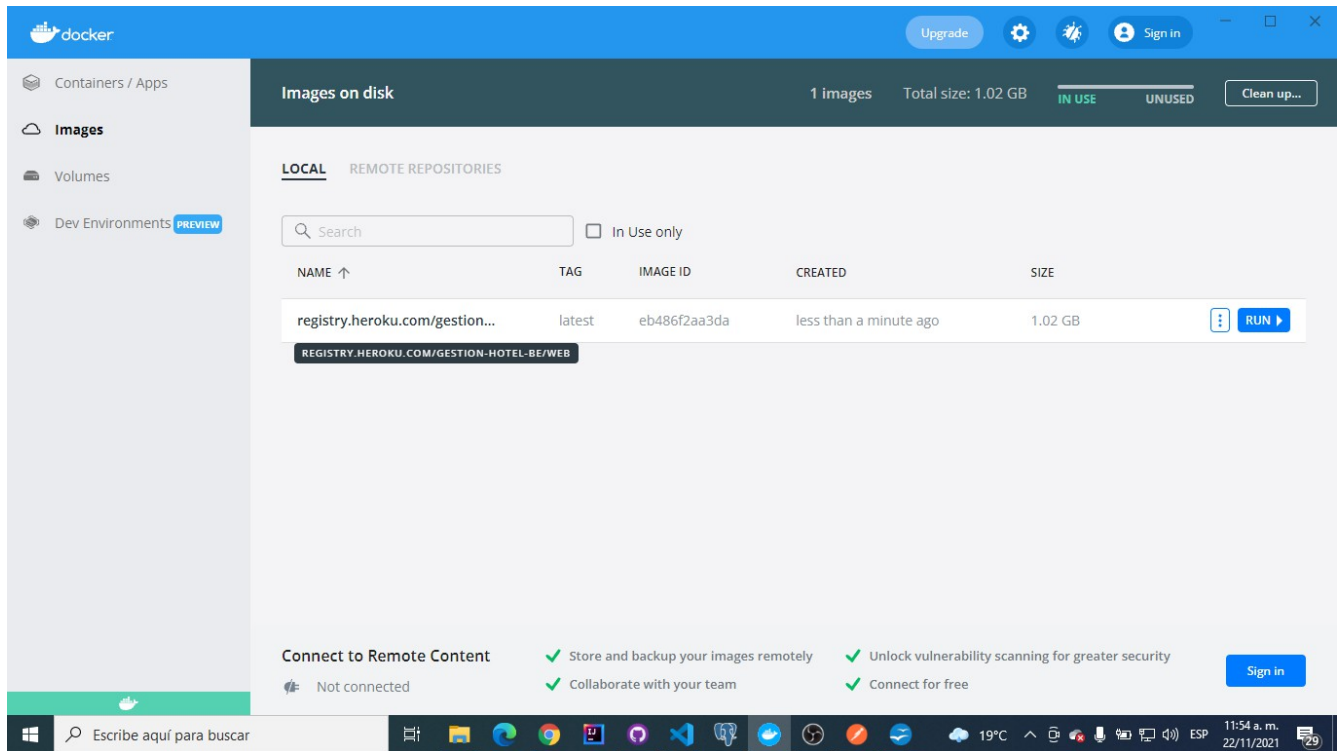 docker
Upgrade
Sign in
Containers / Apps
Images
Volumes
Dev Environments PREVIEW
Images on disk
1 images Total size: 1.02 GB IN USE UNUSED Clean up...
LOCAL REMOTE REPOSITORIES
Search In Use only
NAME TAG IMAGE ID CREATED SIZE
registry.heroku.com/gestion... latest eb486f2aa3da less than a minute ago 1.02 GB RUN
REGISTRY.HEROKU.COM/GESTION-HOTEL-BE/WEB
Connect to Remote Content
Not connected
Store and backup your images remotely
Collaborate with your team
Unlock vulnerability scanning for greater security
Connect for free
Sign in
Escribe aquí para buscar
19°C
ESP
11:54 a. m.
22/11/2021
29